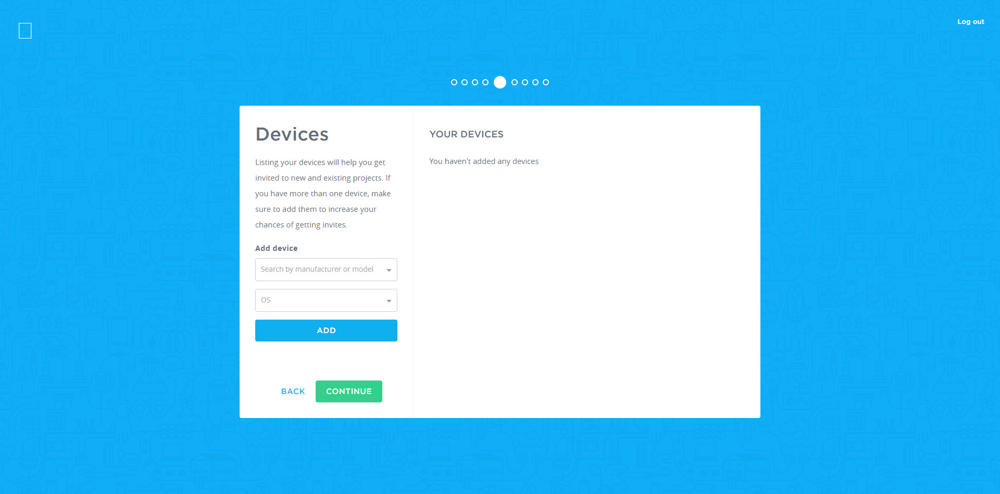 Log out
Devices
Listing your devices will help you get
invited to new and existing projects. If
you have more than one device, make
sure to add them to increase your
chances of getting invites.
Add device
Search by manufacturer or model
OS
ADD
BACK
CONTINUE
YOUR DEVICES
You haven't added any devices